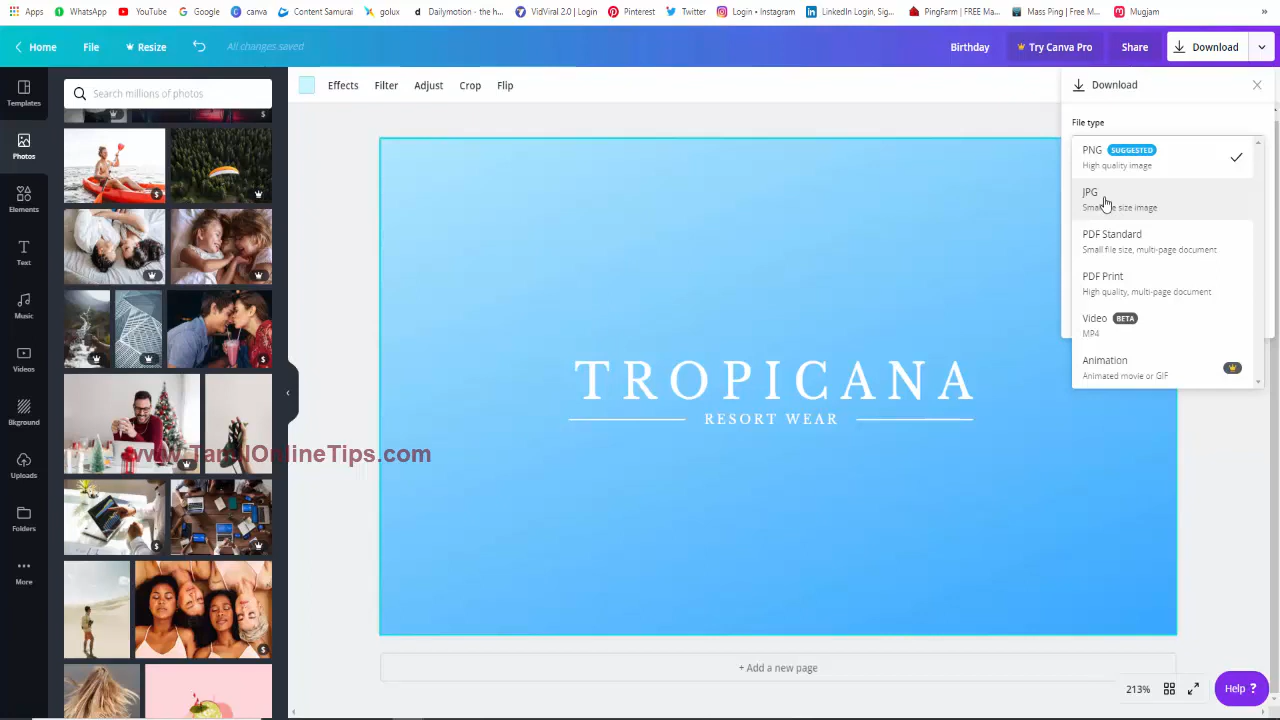 Apps WhatsApp YouTube Google canva Content Samurai golux Dailymotion - the h... VidViral 2.0 | Login Pinterest Twitter Login • Instagram LinkedIn Login, Sig... PingFarm | FREE Ma... Mass Ping | Free M... Mugjam »
Home File Resize All changes saved Birthday Try Canva Pro Share Download
Templates
Photos
Elements
Text
Music
Videos
Bkground
Uploads
Folders
More
Search millions of photos
Effects Filter Adjust Crop Flip
TROPICANA
RESORT WEAR
www.TamilOnlineTips.com
+ Add a new page
Download
File type
PNG SUGGESTED
High quality image
JPG
Small file size image
PDF Standard
Small file size, multi-page document
PDF Print
High quality, multi-page document
Video BETA
MP4
Animation
Animated movie or GIF
213%
Help ?